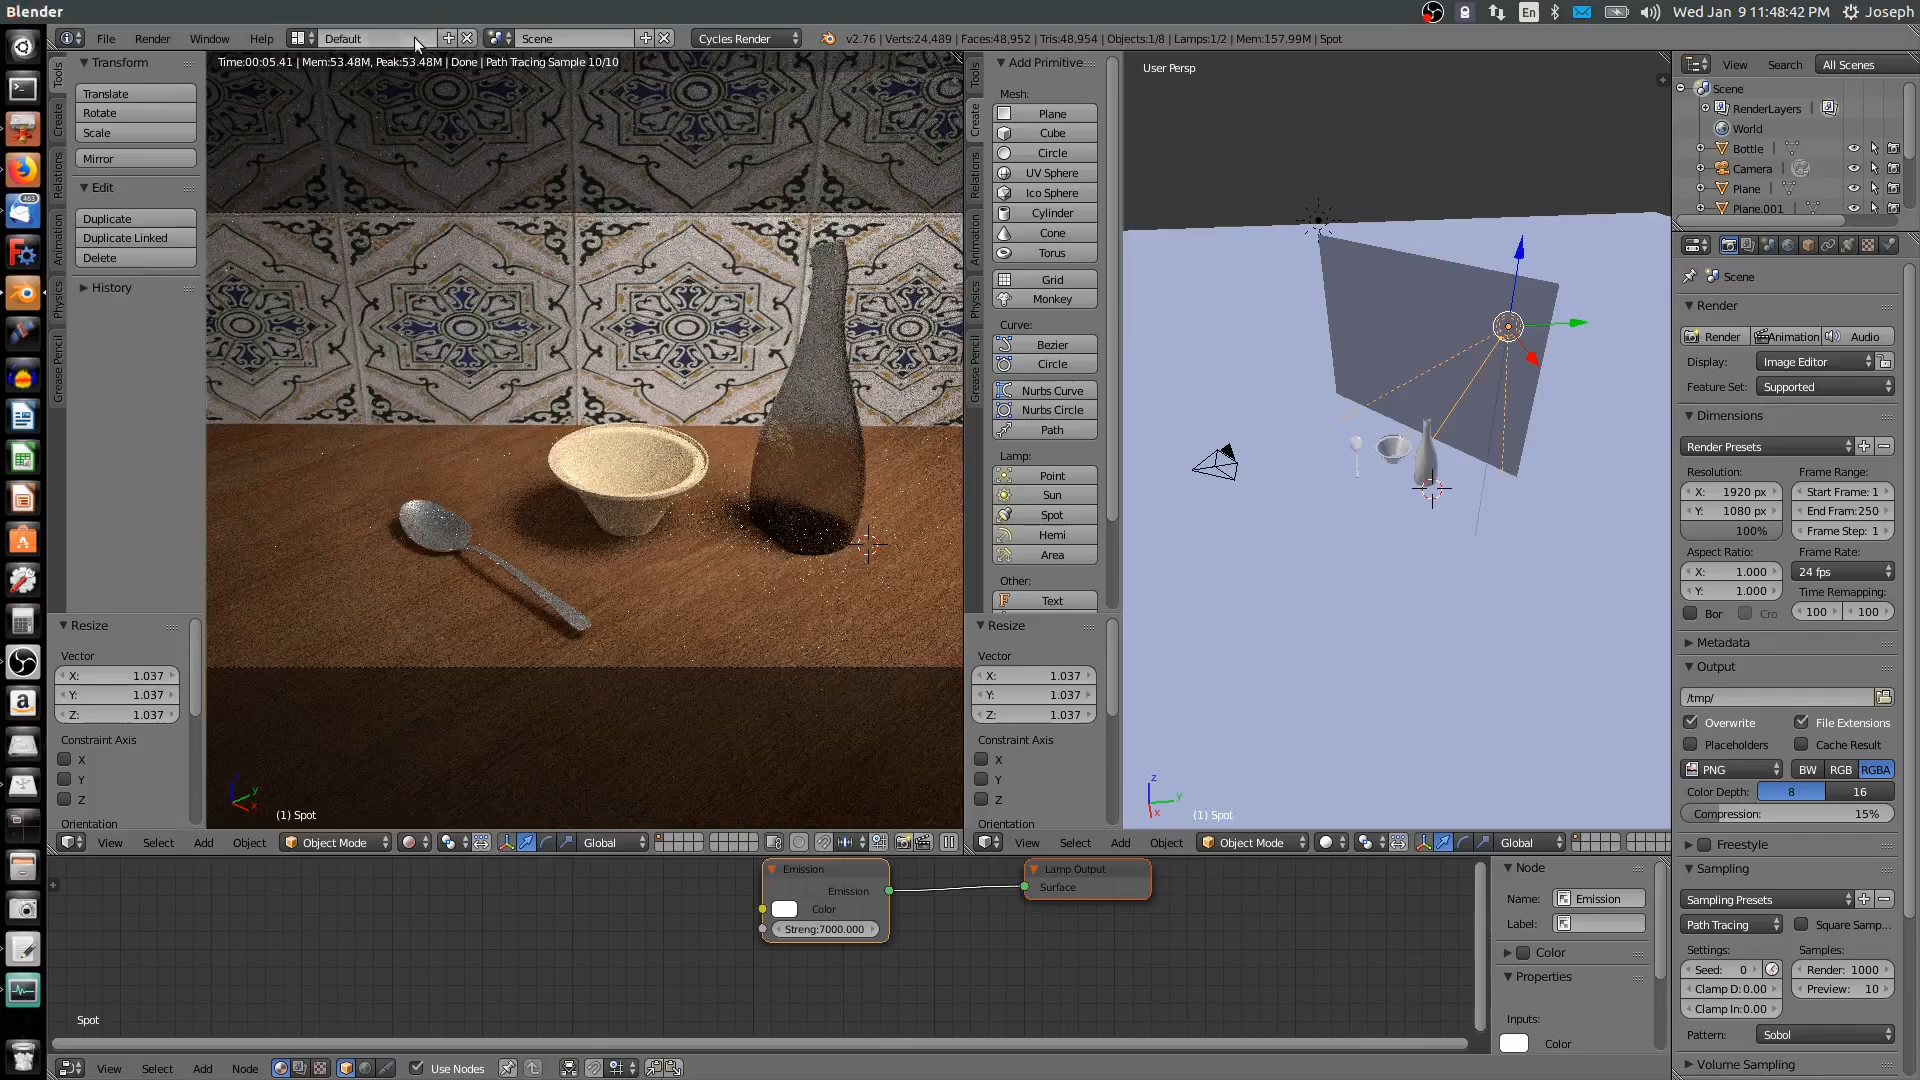 Blender
En
Wed Jan 9 11:48:42 PM
Joseph
File Render Window Help
Default
Scene
Cycles Render
v2.76 | Verts:24,489 | Faces:48,952 | Tris:48,954 | Objects:1/8 | Lamps:1/2 | Mem:157.99M | Spot
Time:00:05.41 | Mem:53.48M, Peak:53.48M | Done | Path Tracing Sample 10/10
Tools
Create
Relations
Animation
Physics
Grease Pencil
Transform
Translate
Rotate
Scale
Mirror
Edit
Duplicate
Duplicate Linked
Delete
History
Resize
Vector
X: 1.037
Y: 1.037
Z: 1.037
Constraint Axis
X
Y
Z
Orientation
(1) Spot
View Select Add Object
Object Mode
Global
Tools
Create
Relations
Animation
Physics
Grease Pencil
Add Primitive
Mesh:
Plane
Cube
Circle
UV Sphere
Ico Sphere
Cylinder
Cone
Torus
Grid
Monkey
Curve:
Bezier
Circle
Nurbs Curve
Nurbs Circle
Path
Lamp:
Point
Sun
Spot
Hemi
Area
Other:
Text
Resize
Vector
X: 1.037
Y: 1.037
Z: 1.037
Constraint Axis
X
Y
Z
Orientation
User Persp
(1) Spot
View Select Add Object
Object Mode
Global
View Search All Scenes
Scene
RenderLayers
World
Bottle
Camera
Plane
Plane.001
Scene
Render
Render Animation Audio
Display: Image Editor
Feature Set: Supported
Dimensions
Render Presets
Resolution: Frame Range:
X: 1920 px Start Frame: 1
Y: 1080 px End Fram:250
100% Frame Step: 1
Aspect Ratio: Frame Rate:
X: 1.000 24 fps
Y: 1.000 Time Remapping:
Bor Cro 100 100
Metadata
Output
/tmp/
Overwrite File Extensions
Placeholders Cache Result
PNG BW RGB RGBA
Color Depth: 8 16
Compression: 15%
Freestyle
Sampling
Sampling Presets
Path Tracing Square Samp...
Settings: Samples:
Seed: 0 Render: 1000
Clamp D:0.00 Preview: 10
Clamp In:0.00
Pattern: Sobol
Volume Sampling
Emission
Emission
Color
Streng:7000.000
Lamp Output
Surface
Spot
Node
Name: Emission
Label:
Color
Properties
Inputs:
Color
View Select Add Node
Use Nodes